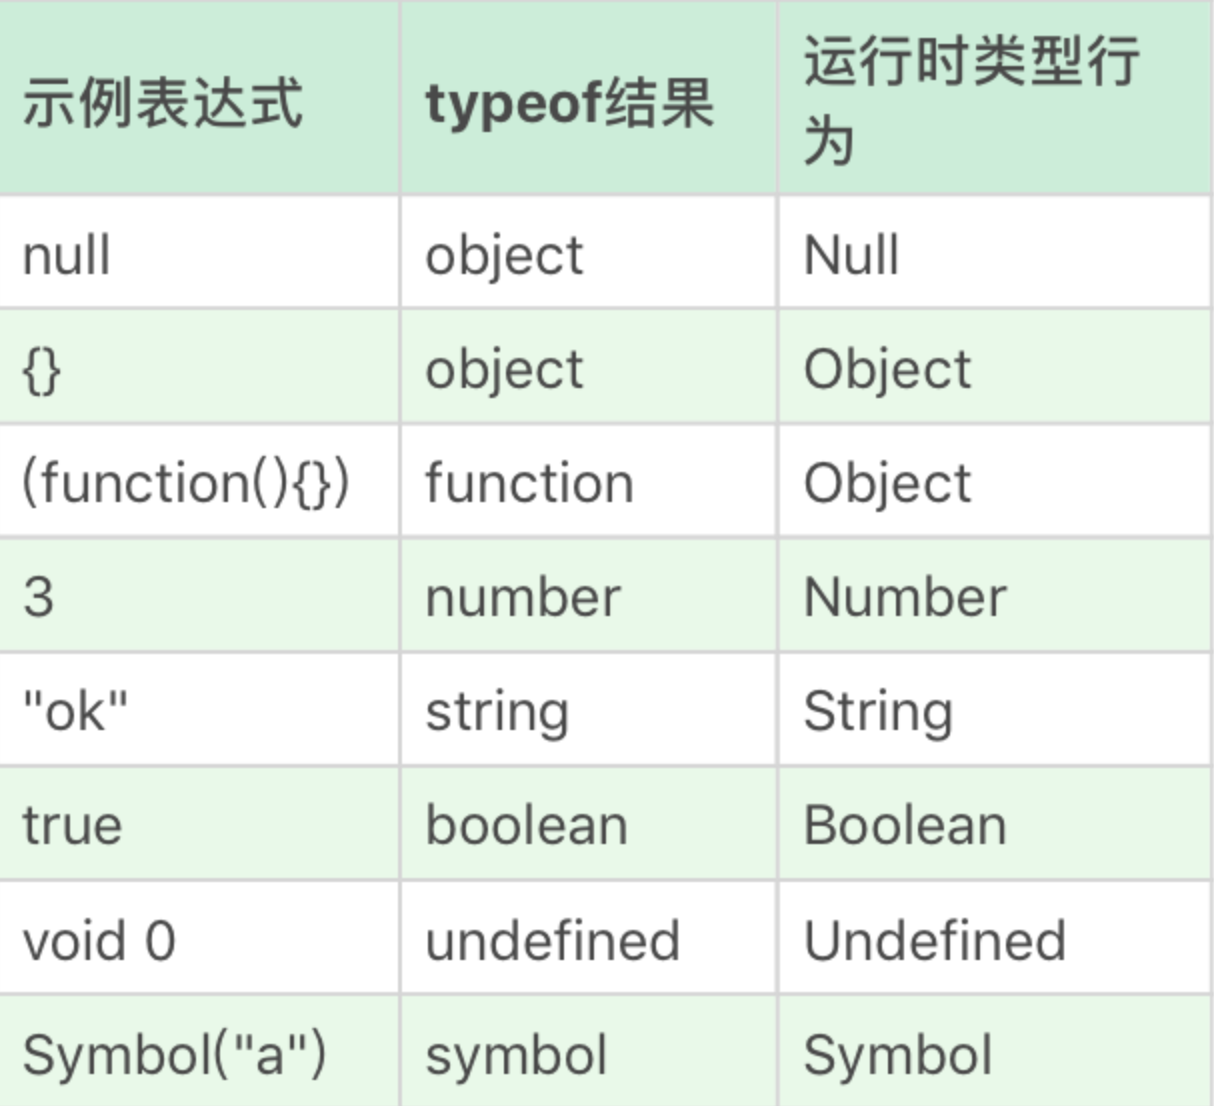 示例表达式 typeof结果 运行时类型行
为
null object Null
{} object Object
(function(){}) function Object
3 number Number
"ok" string String
true boolean Boolean
void 0 undefined Undefined
Symbol("a") symbol Symbol